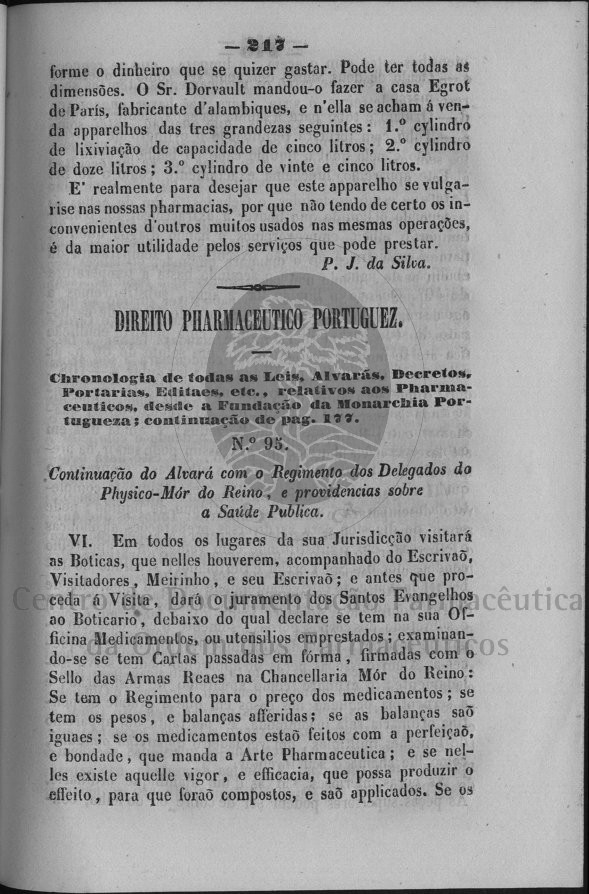 — 217 —
forme o dinheiro que se quizer gastar. Pode ter todas as
dimensões. O Sr. Dorvault mandou-o fazer a casa Egrot
de París, fabricante d'alambiques, e n'ella se acham á ven-
da apparelhos das tres grandezas seguintes: 1.º cylindro
de lixiviação de capacidade de cinco litros; 2.º cylindro
de doze litros; 3.º cylindro de vinte e cinco litros.
E' realmente para desejar que este apparelho se vulga-
rise nas nossas pharmacias, por que não tendo de certo os in-
convenientes d'outros muitos usados nas mesmas operações,
é da maior utilidade pelos serviços que pode prestar.
P. J. da Silva.
DIREITO PHARMACEUTICO PORTUGUEZ.
Chronologia de todas as Leis, Alvarás, Decretos,
Portarias, Editaes, etc., relativos aos Pharma-
ceuticos, desde a Fundação da Monarchia Por-
tugueza; continuação de pag. 177.
N.º 95.
Continuação do Alvará com o Regimento dos Delegados do
Physico-Mór do Reino, e providencias sobre
a Saúde Publica.
VI. Em todos os lugares da sua Jurisdicção visitará
as Boticas, que nelles houverem, acompanhado do Escrivaõ,
Visitadores, Meirinho, e seu Escrivaõ; e antes que pro-
ceda á Visita, dará o juramento dos Santos Evangelhos
ao Boticario, debaixo do qual declare se tem na sua Of-
ficina Medicamentos, ou utensilios emprestados; examinan-
do-se se tem Cartas passadas em fórma, firmadas com o
Sello das Armas Reaes na Chancellaria Mór do Reino:
Se tem o Regimento para o preço dos medicamentos; se
tem os pesos, e balanças afferidas; se as balanças saõ
iguaes; se os medicamentos estaõ feitos com a perfeiçaõ,
e bondade, que manda a Arte Pharmaceutica; e se nel-
les existe aquelle vigor, e efficacia, que possa produzir o
effeito, para que foraõ compostos, e saõ applicados. Se os
Centro de Documentação Farmacêutica
da Ordem dos Farmacêuticos